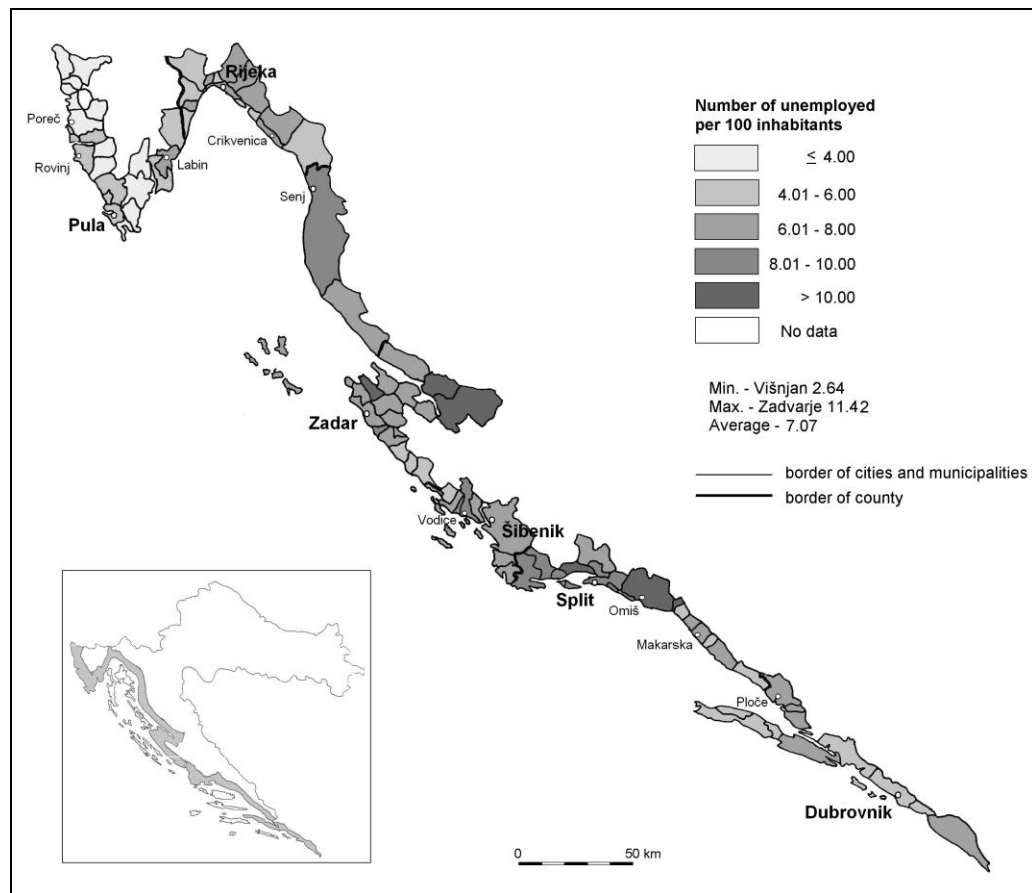 Rijeka
Poreč
Crikvenica
Rovinj
Labin
Senj
Pula
Zadar
Vodice
Šibenik
Split
Omiš
Makarska
Ploče
Dubrovnik
Number of unemployed
per 100 inhabitants
≤ 4.00
4.01 - 6.00
6.01 - 8.00
8.01 - 10.00
> 10.00
No data
Min. - Višnjan 2.64
Max. - Zadvarje 11.42
Average - 7.07
border of cities and municipalities
border of county
0 50 km